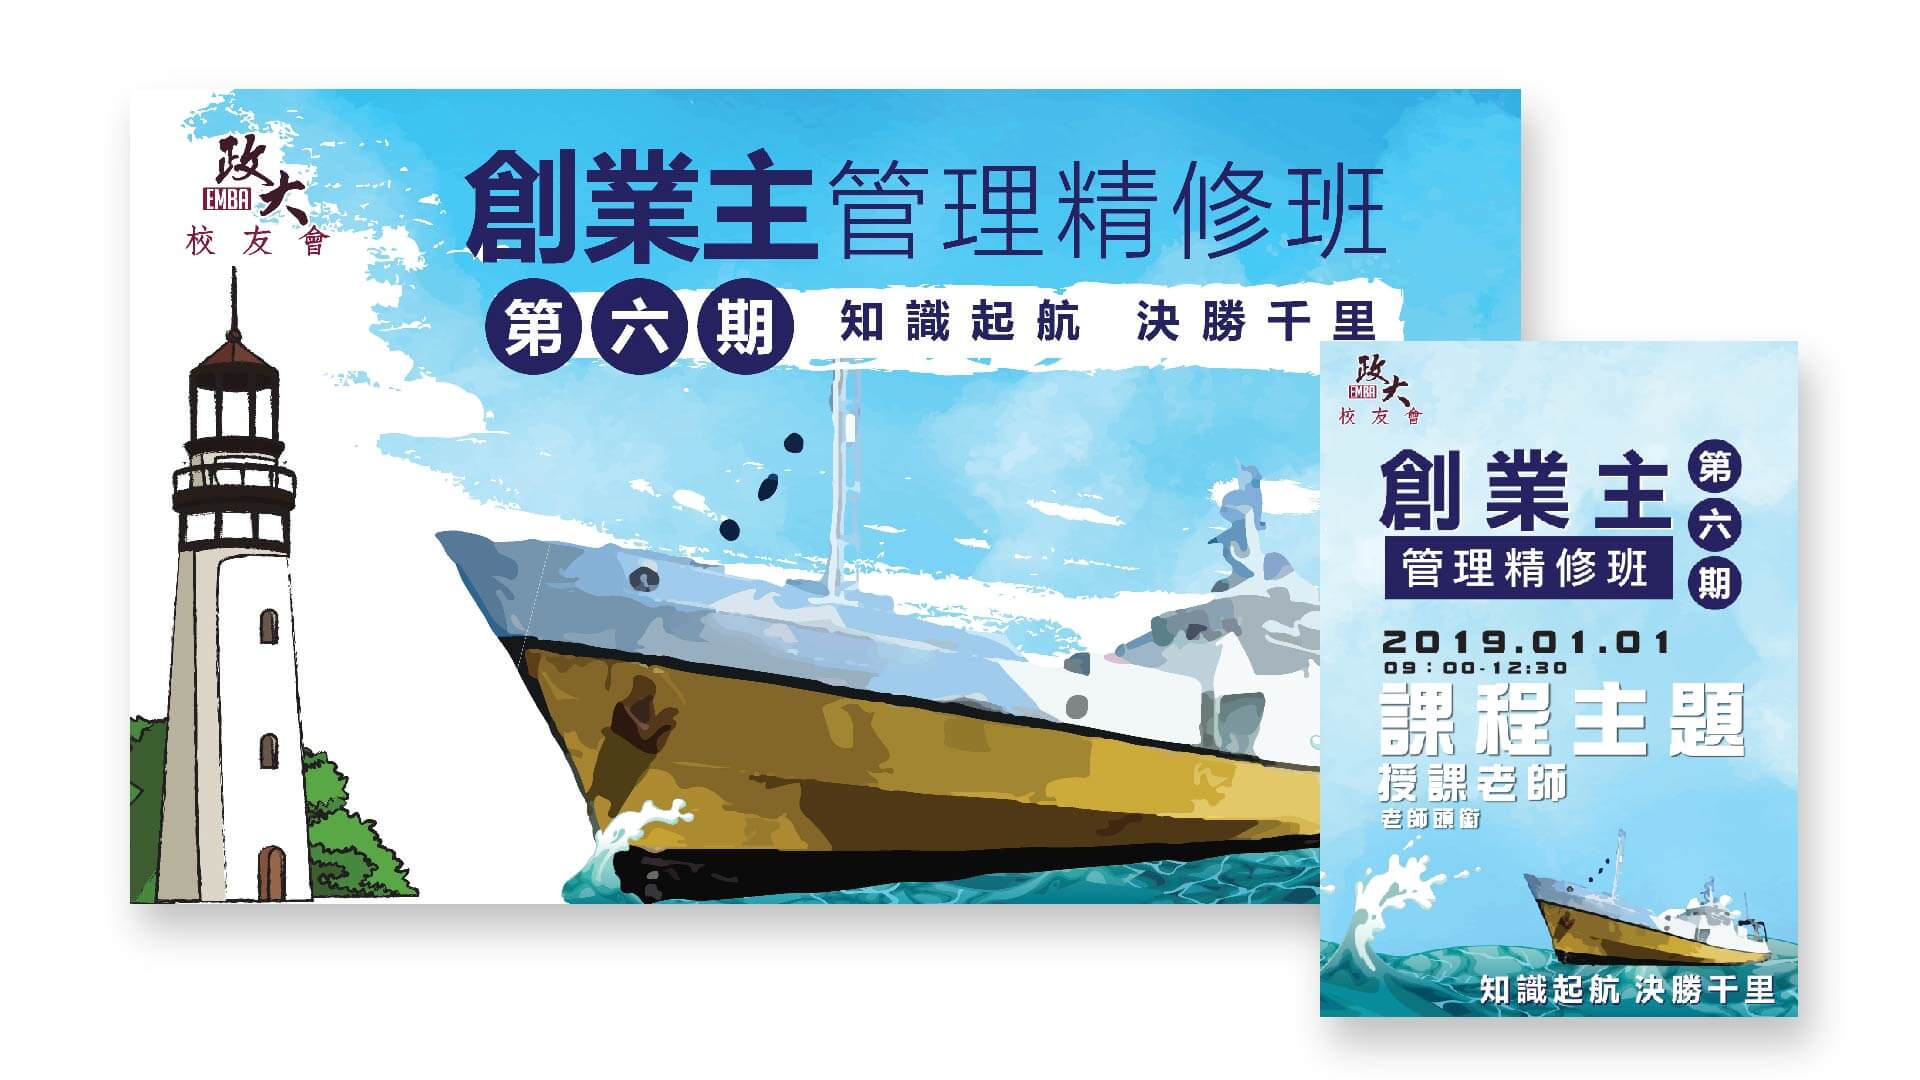 政大
EMBA
校友會
創業主管理精修班
第六期 知識起航 決勝千里
政大
EMBA
校友會
創業主
管理精修班
第六期
2019.01.01
09:00-12:30
課程主題
授課老師
老師頭銜
知識起航 決勝千里